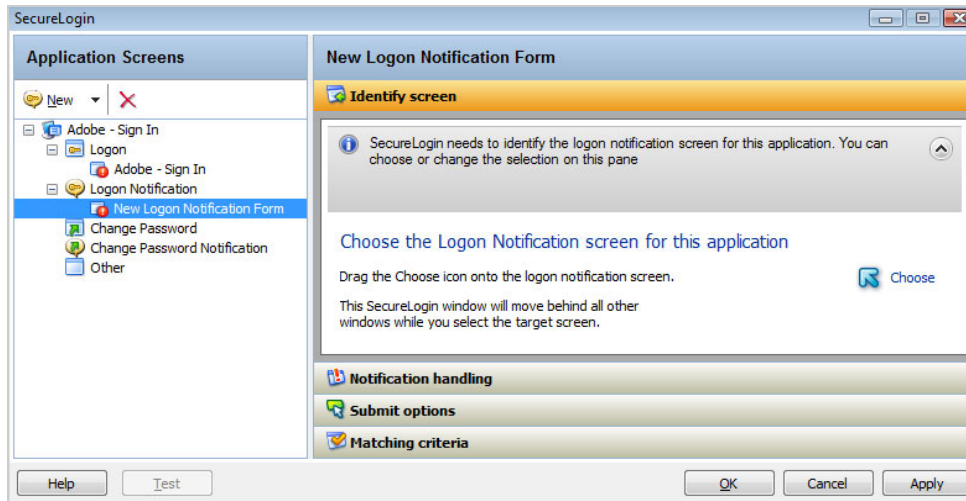 SecureLogin
Application Screens
New
Adobe - Sign In
Logon
Adobe - Sign In
Logon Notification
New Logon Notification Form
Change Password
Change Password Notification
Other
New Logon Notification Form
Identify screen
SecureLogin needs to identify the logon notification screen for this application. You can
choose or change the selection on this pane
Choose the Logon Notification screen for this application
Drag the Choose icon onto the logon notification screen.
Choose
This SecureLogin window will move behind all other
windows while you select the target screen.
Notification handling
Submit options
Matching criteria
Help
Test
OK
Cancel
Apply